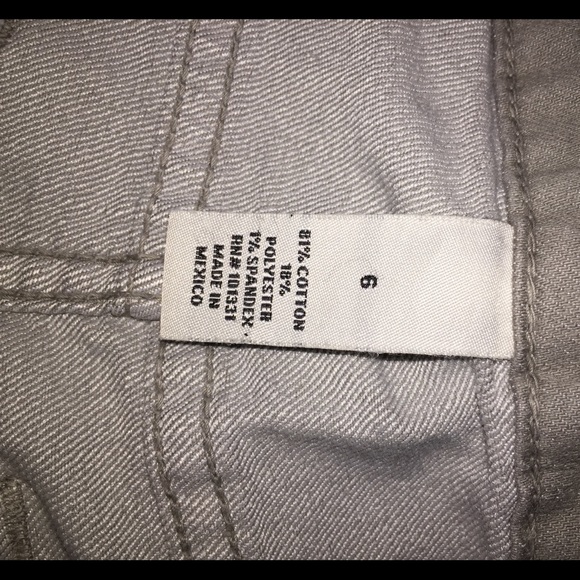 6
81% COTTON
18%
POLYESTER
1% SPANDEX
RN# 101331
MADE IN
MEXICO